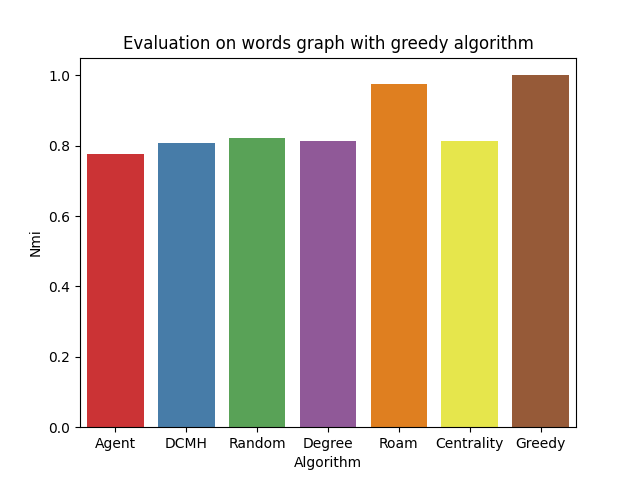 Evaluation on words graph with greedy algorithm
Nmi
1.0
0.8
0.6
0.4
0.2
0.0
Agent DCMH Random Degree Roam Centrality Greedy
Algorithm